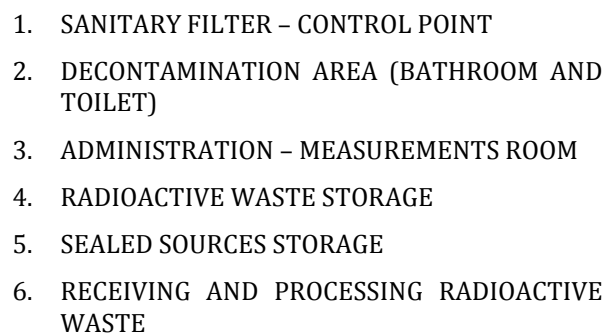 1. SANITARY FILTER – CONTROL POINT
2. DECONTAMINATION AREA (BATHROOM AND
TOILET)
3. ADMINISTRATION – MEASUREMENTS ROOM
4. RADIOACTIVE WASTE STORAGE
5. SEALED SOURCES STORAGE
6. RECEIVING AND PROCESSING RADIOACTIVE
WASTE